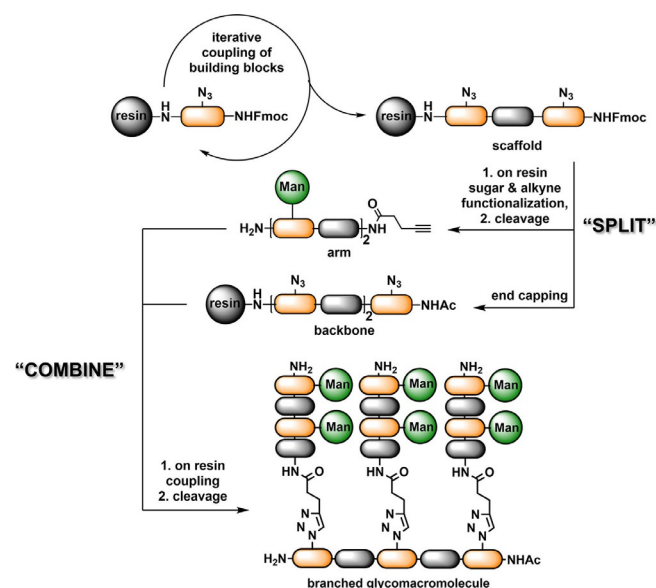 iterative
coupling of
building blocks
N3
resin
H
N
NHFmoc
N3
N3
resin
H
N
NHFmoc
scaffold
1. on resin
sugar & alkyne
functionalization,
2. cleavage
"SPLIT"
Man
O
H2N
2
NH
arm
end capping
N3
N3
resin
H
N
2
NHAc
backbone
"COMBINE"
NH2
NH2
NH2
Man
Man
Man
Man
Man
Man
HN
O
HN
O
HN
O
1. on resin
coupling
2. cleavage
N
N
N
N
N
N
N
N
N
H2N
NHAc
branched glycomacromolecule